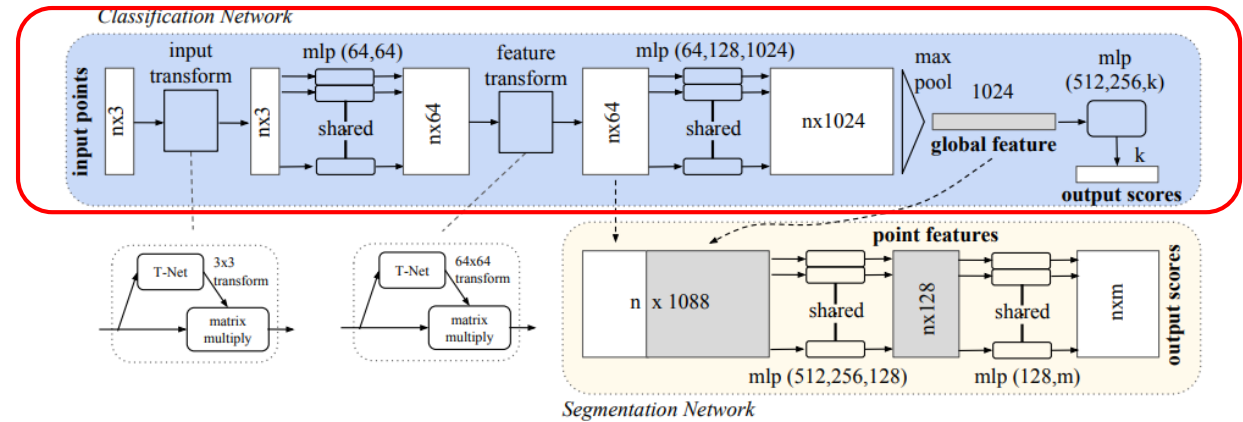 Classification Network
input points
nx3
input
transform
nx3
mlp (64,64)
shared
nx64
feature
transform
nx64
mlp (64,128,1024)
shared
nx1024
max
pool
1024
global feature
mlp
(512,256,k)
k
output scores
T-Net
3x3
transform
matrix
multiply
T-Net
64x64
transform
matrix
multiply
point features
n x 1088
shared
mlp (512,256,128)
nx128
shared
mlp (128,m)
nxm
output scores
Segmentation Network